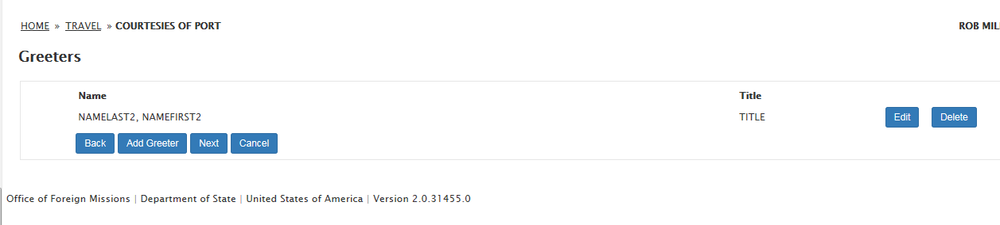 HOME » TRAVEL » COURTESIES OF PORT ROB MIL
Greeters
Name Title
NAMELAST2, NAMEFIRST2 TITLE Edit Delete
Back Add Greeter Next Cancel
Office of Foreign Missions | Department of State | United States of America | Version 2.0.31455.0